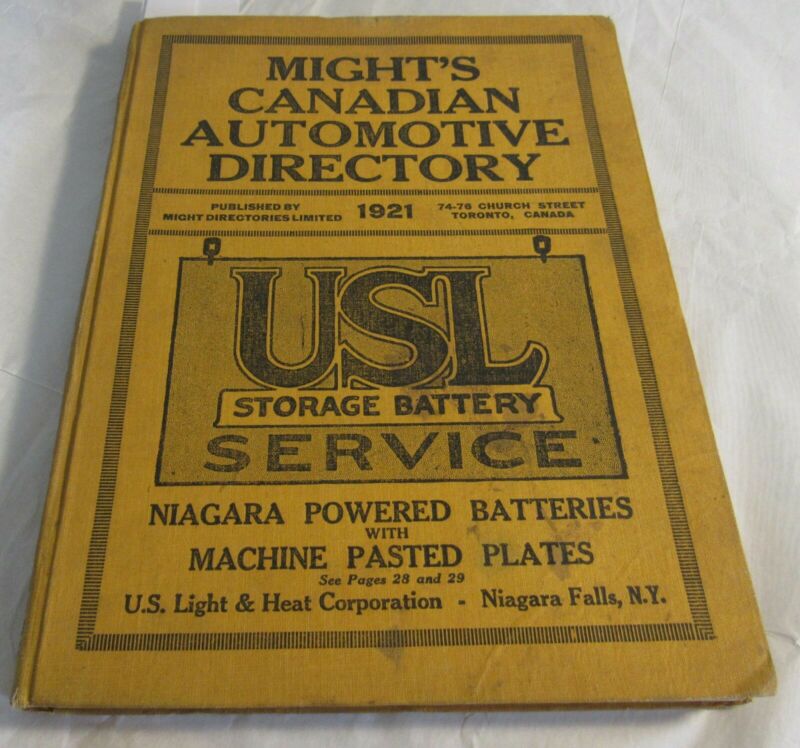 MIGHT'S
CANADIAN
AUTOMOTIVE
DIRECTORY
PUBLISHED BY
MIGHT DIRECTORIES LIMITED
1921
74-76 CHURCH STREET
TORONTO, CANADA
USL
STORAGE BATTERY
SERVICE
NIAGARA POWERED BATTERIES
WITH
MACHINE PASTED PLATES
See Pages 28 and 29
U.S. Light & Heat Corporation - Niagara Falls, N.Y.